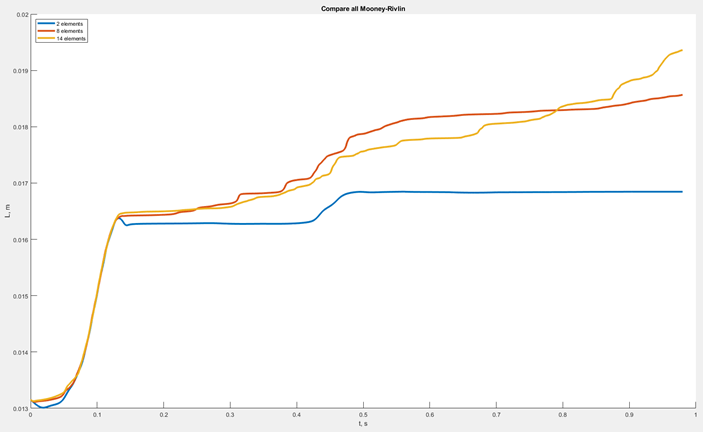 Compare all Mooney-Rivlin
2 elements
8 elements
14 elements
0.02
0.019
0.018
0.017
0.016
0.015
0.014
0.013
L, m
0 0.1 0.2 0.3 0.4 0.5 0.6 0.7 0.8 0.9 1
t, s